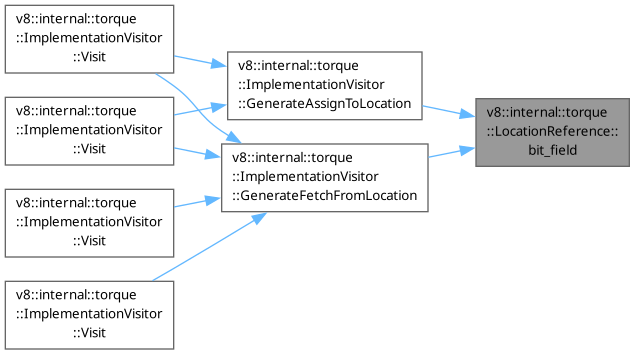 v8::internal::torque
::ImplementationVisitor
::Visit
v8::internal::torque
::ImplementationVisitor
::GenerateAssignToLocation
v8::internal::torque
::LocationReference::
bit_field
v8::internal::torque
::ImplementationVisitor
::Visit
v8::internal::torque
::ImplementationVisitor
::GenerateFetchFromLocation
v8::internal::torque
::ImplementationVisitor
::Visit
v8::internal::torque
::ImplementationVisitor
::Visit